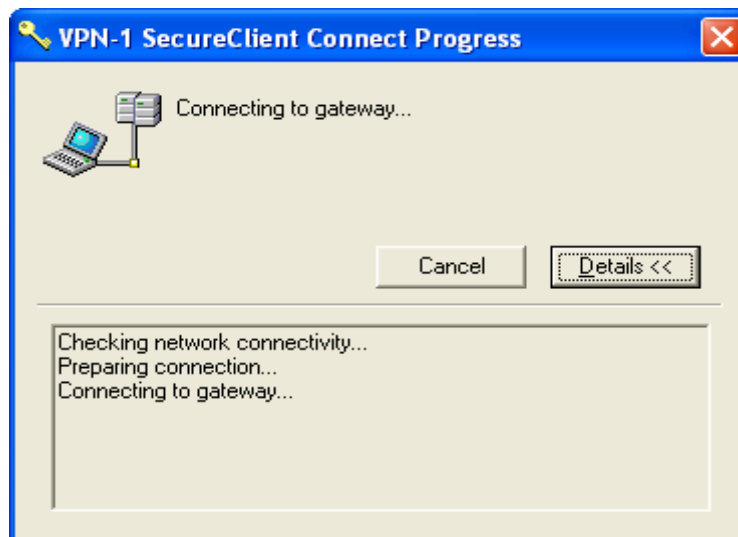 VPN-1 SecureClient Connect Progress
Connecting to gateway...
Cancel
Details <<
Checking network connectivity...
Preparing connection...
Connecting to gateway...